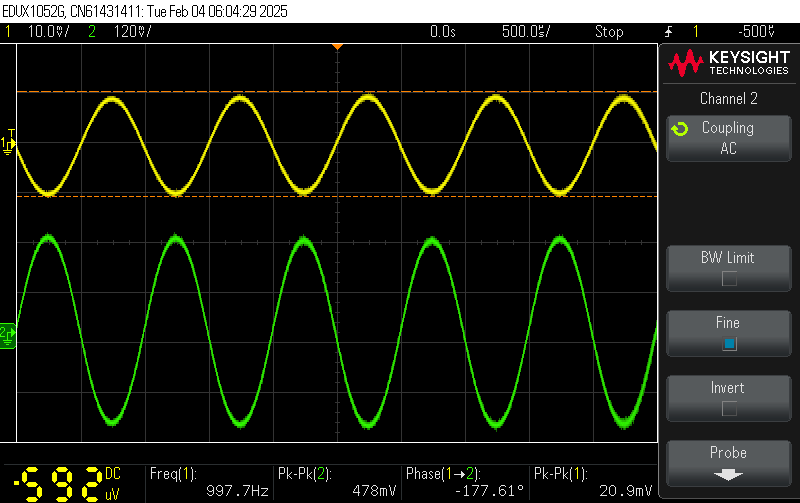 EDUX1052G, CN61431411: Tue Feb 04 06:04:29 2025
1 10.0V/ 2 120V/ 0.0s 500.0s/ Stop 1 -500V
KEYSIGHT
TECHNOLOGIES
Channel 2
Coupling
AC
T
1
BW Limit
Fine
2
Invert
Probe
-592 DC uV
Freq(1): Pk-Pk(2): Phase(1→2): Pk-Pk(1):
997.7Hz 478mV -177.61° 20.9mV